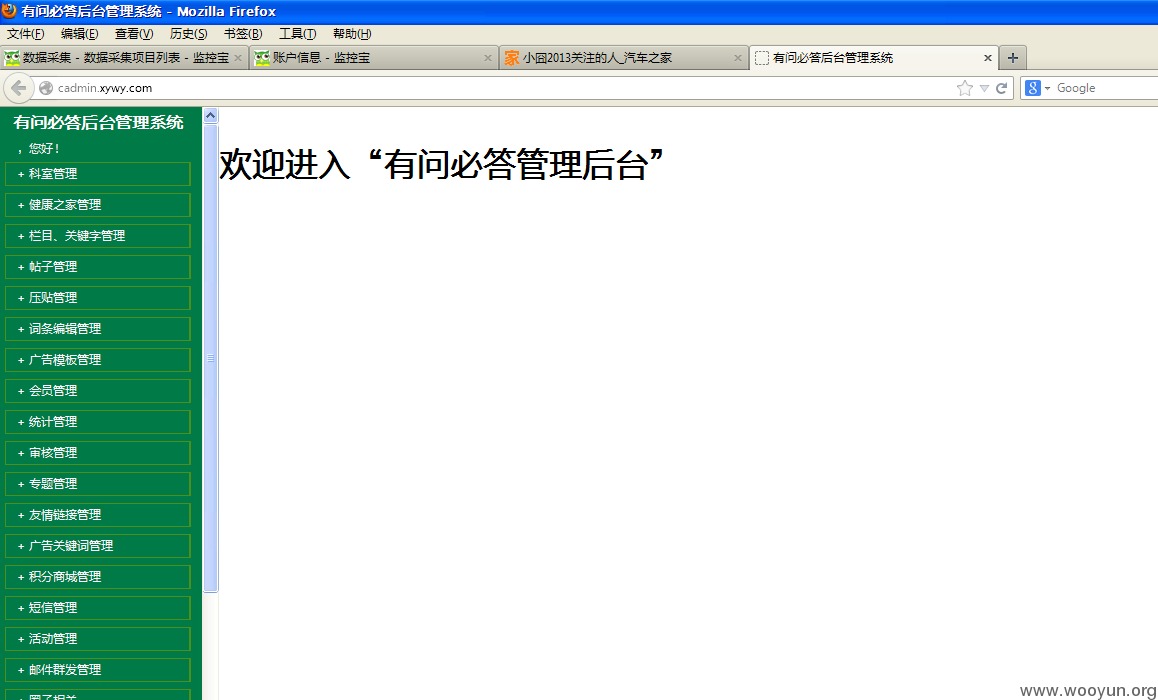 有问必答后台管理系统 - Mozilla Firefox
文件(F) 编辑(E) 查看(V) 历史(S) 书签(B) 工具(T) 帮助(H)
数据采集 - 数据采集项目列表 - 监控宝 × 账户信息 - 监控宝 × 小囧2013关注的人_汽车之家 × 有问必答后台管理系统 × +
cadmin.xywy.com Google
有问必答后台管理系统
，您好！
+ 科室管理
+ 健康之家管理
+ 栏目、关键字管理
+ 帖子管理
+ 压贴管理
+ 词条编辑管理
+ 广告模板管理
+ 会员管理
+ 统计管理
+ 审核管理
+ 专题管理
+ 友情链接管理
+ 广告关键词管理
+ 积分商城管理
+ 短信管理
+ 活动管理
+ 邮件群发管理
+ 圈子相关
欢迎进入“有问必答管理后台”
www.wooyun.org